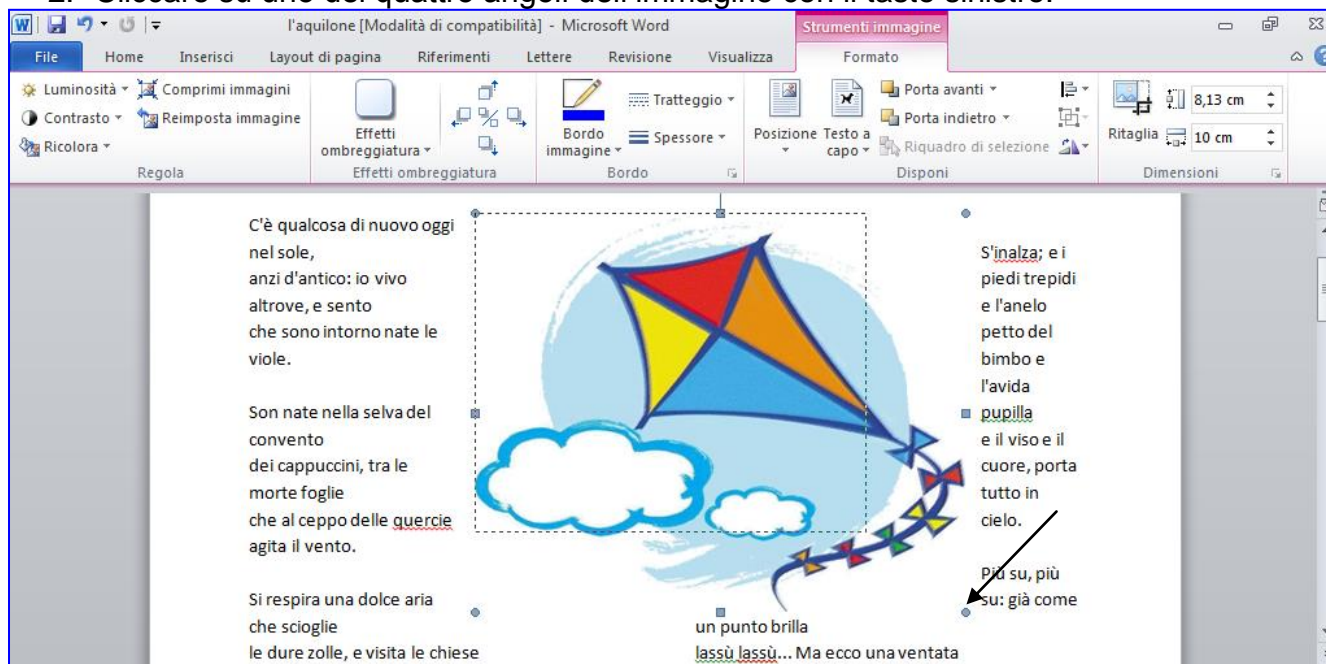 2. Cliccare su uno dei quattro angoli dell'immagine con il tasto sinistro.
l'aquilone [Modalità di compatibilità] - Microsoft Word
Strumenti immagine
File Home Inserisci Layout di pagina Riferimenti Lettere Revisione Visualizza Formato
Luminosità
Contrasto
Ricolora
Comprimi immagini
Reimposta immagine
Regola
Effetti
ombreggiatura
Effetti ombreggiatura
Bordo
immagine
Tratteggio
Spessore
Bordo
Posizione
Testo a
capo
Porta avanti
Porta indietro
Riquadro di selezione
Disponi
Ritaglia
8,13 cm
10 cm
Dimensioni
C'è qualcosa di nuovo oggi
nel sole,
anzi d'antico: io vivo
altrove, e sento
che sono intorno nate le
viole.
Son nate nella selva del
convento
dei cappuccini, tra le
morte foglie
che al ceppo delle quercie
agita il vento.
Si respira una dolce aria
che scioglie
le dure zolle, e visita le chiese
S'inalza; e i
piedi trepidi
e l'anelo
petto del
bimbo e
l'avida
pupilla
e il viso e il
cuore, porta
tutto in
cielo.
Più su, più
su: già come
un punto brilla
lassù lassù... Ma ecco una ventata